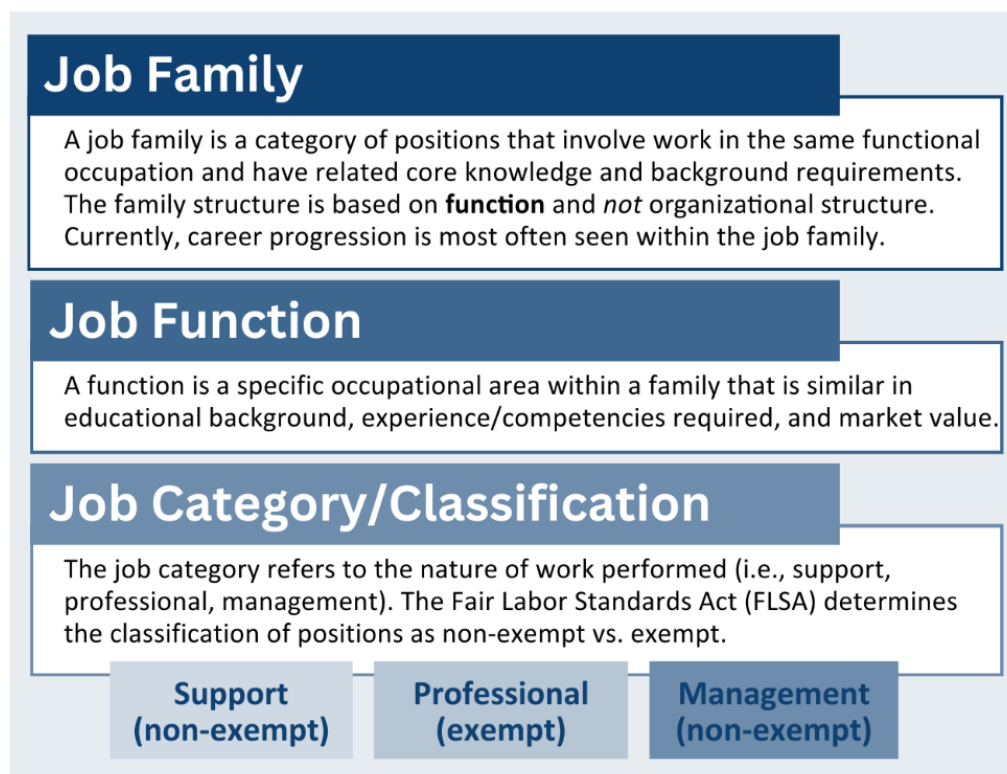 Job Family
A job family is a category of positions that involve work in the same functional
occupation and have related core knowledge and background requirements.
The family structure is based on function and not organizational structure.
Currently, career progression is most often seen within the job family.
Job Function
A function is a specific occupational area within a family that is similar in
educational background, experience/competencies required, and market value.
Job Category/Classification
The job category refers to the nature of work performed (i.e., support,
professional, management). The Fair Labor Standards Act (FLSA) determines
the classification of positions as non-exempt vs. exempt.
Support
(non-exempt)
Professional
(exempt)
Management
(non-exempt)